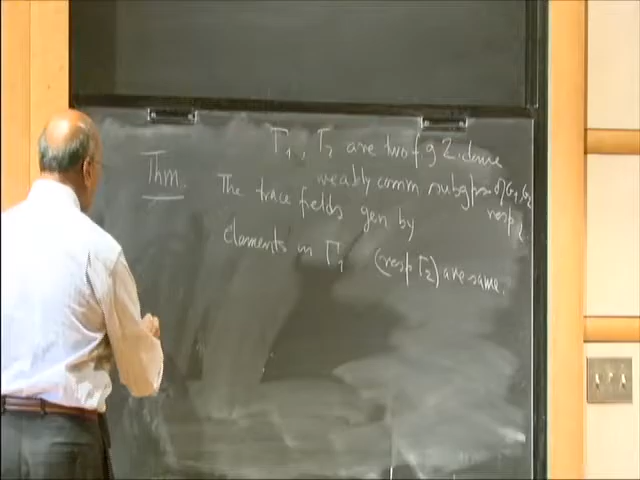 Γ₁, Γ₂ are two f g Z. dense
Thm. weakly comm subgps of G₁, G₂ resp.
The trace fields gen by
elements in Γ₁ (resp Γ₂) are same.